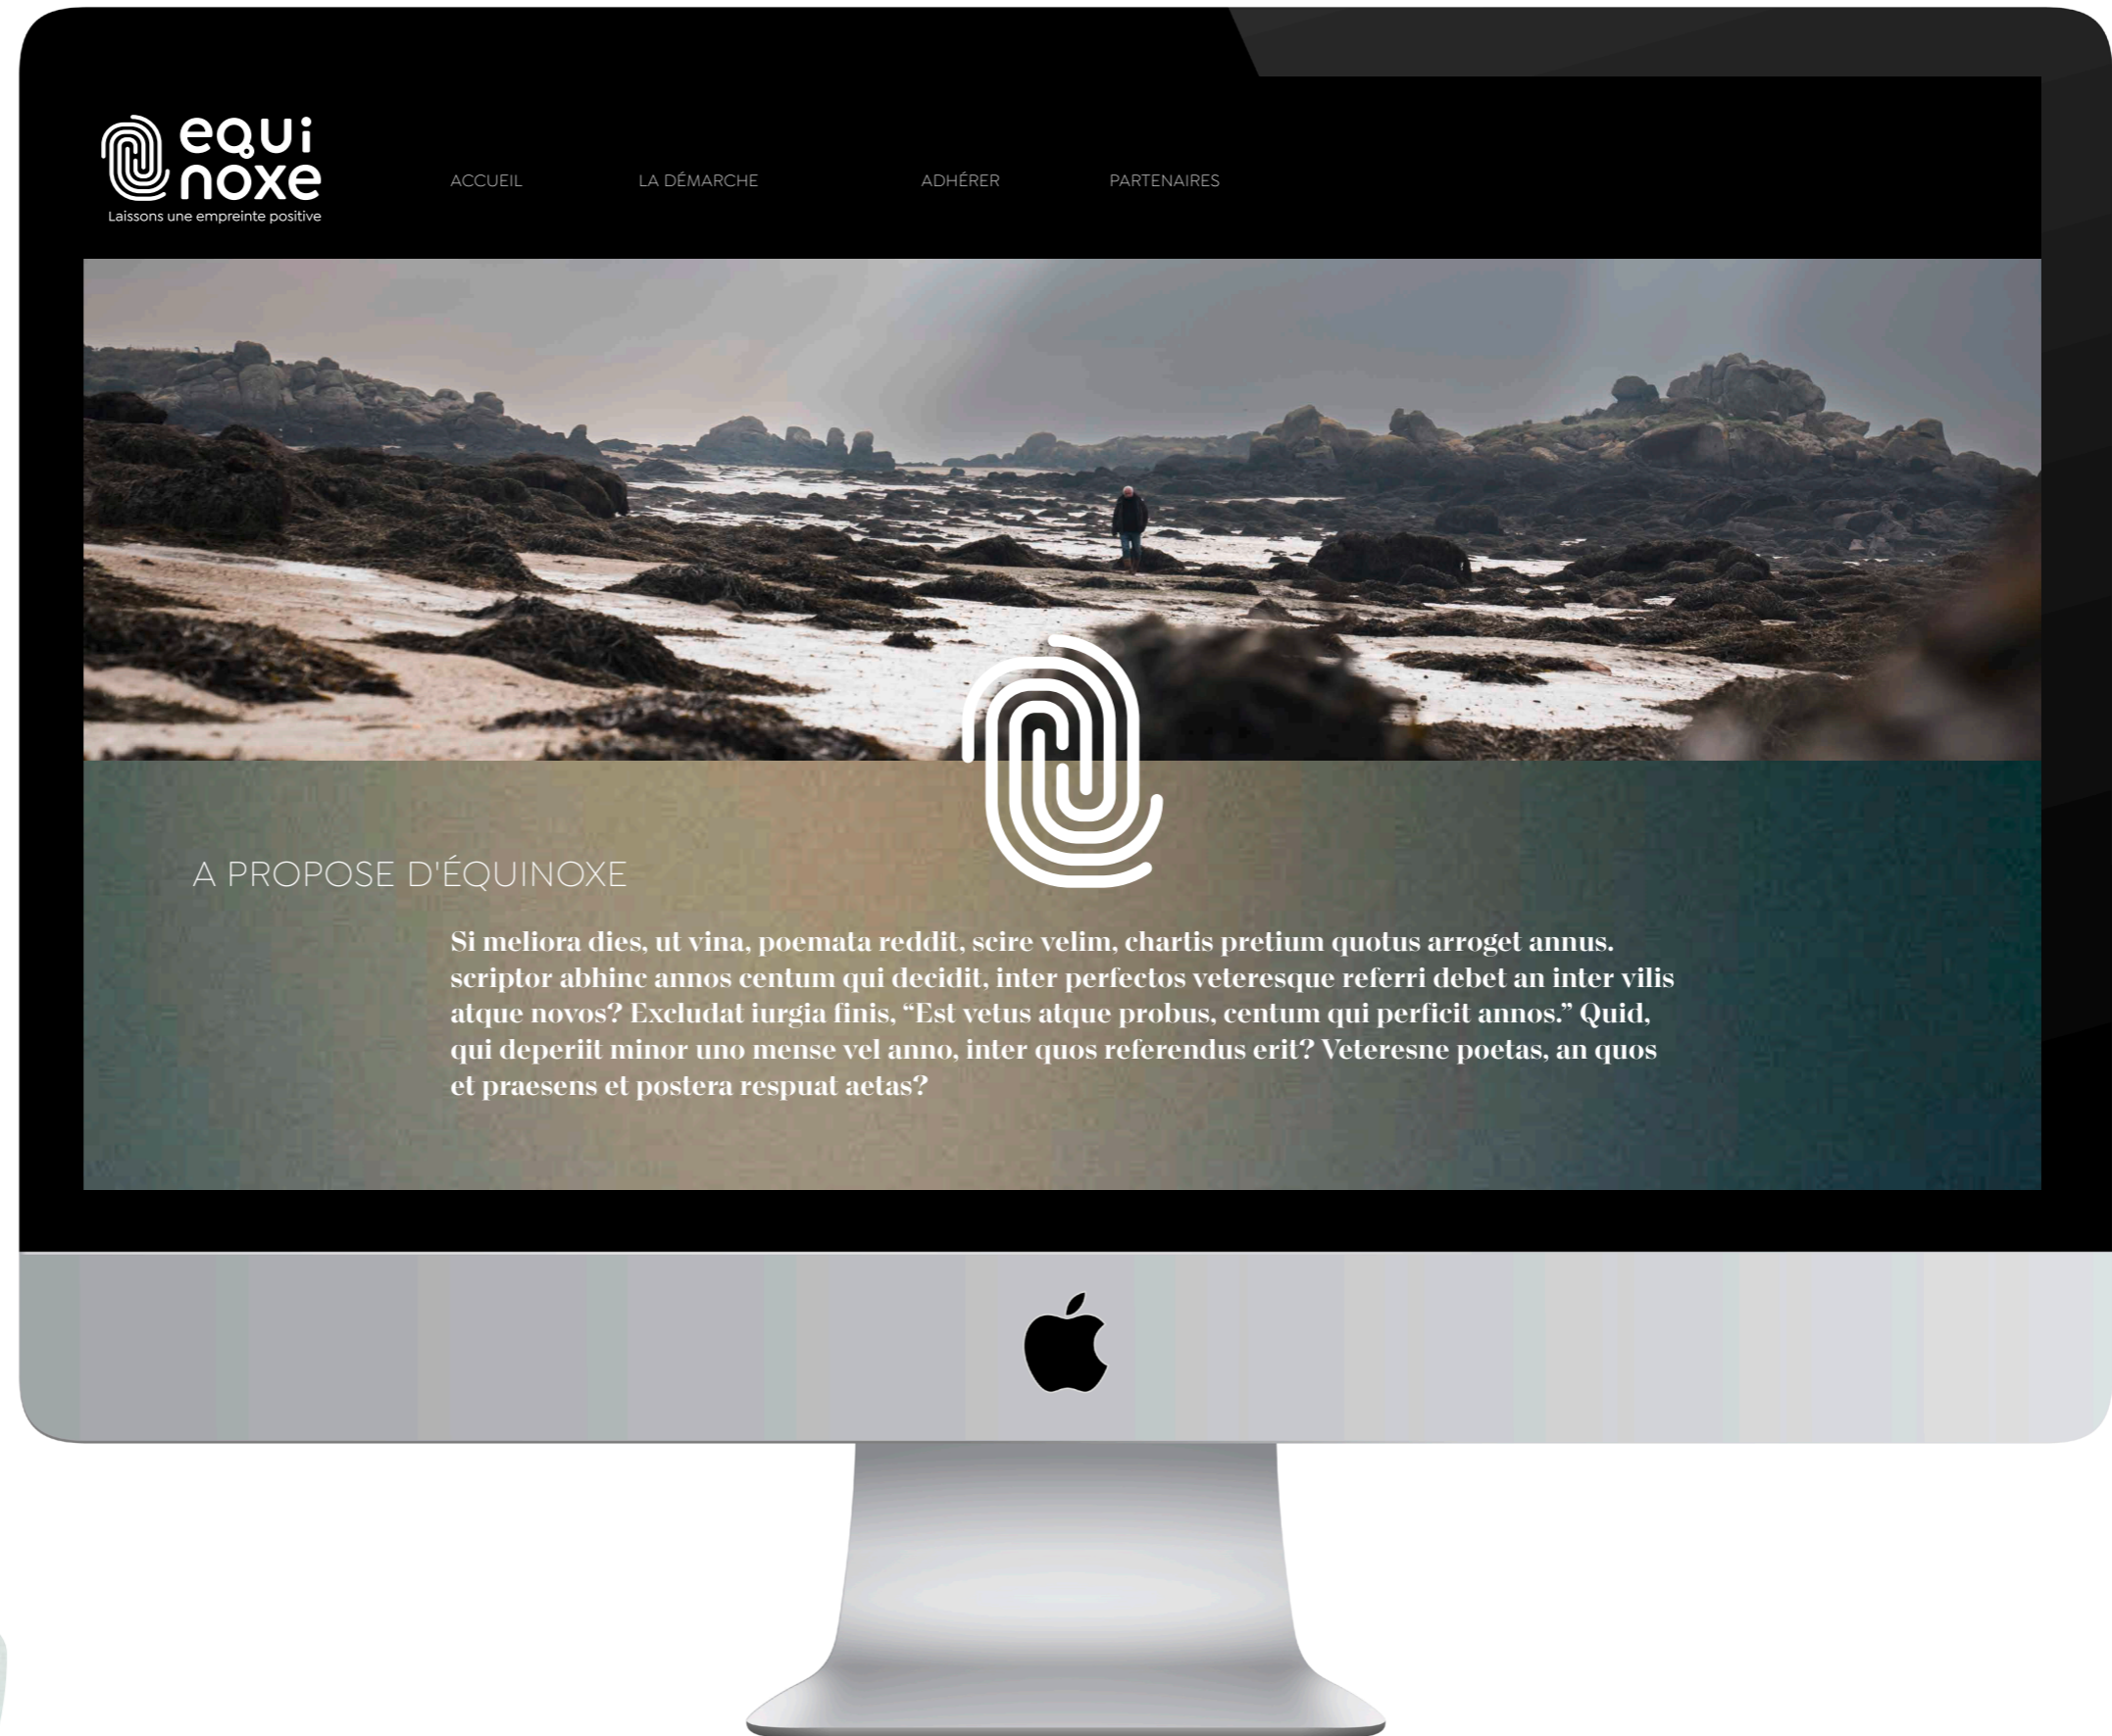 equi
noxe
Laissons une empreinte positive
ACCUEIL LA DÉMARCHE ADHÉRER PARTENAIRES
A PROPOSE D'ÉQUINOXE
Si meliora dies, ut vina, poemata reddit, scire velim, chartis pretium quotus arroget annus.
scriptor abhinc annos centum qui decidit, inter perfectos veteresque referri debet an inter vilis
atque novos? Excludat iurgia finis, “Est vetus atque probus, centum qui perficit annos.” Quid,
qui deperiit minor uno mense vel anno, inter quos referendus erit? Veteresne poetas, an quos
et praesens et postera respuat aetas?